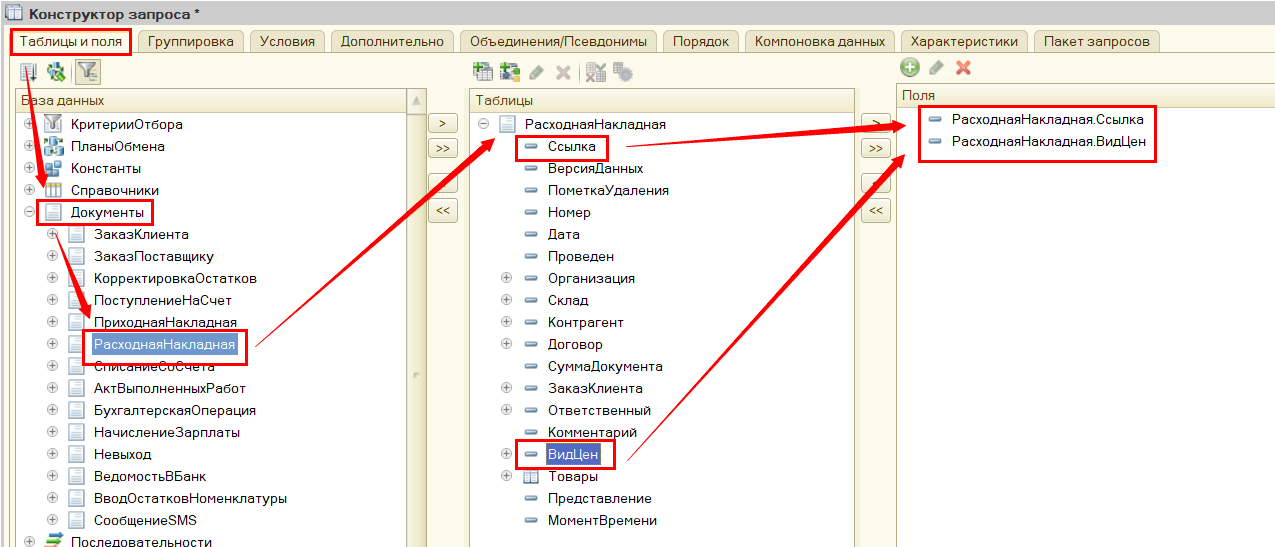 Конструктор запроса *
Таблицы и поля
Группировка
Условия
Дополнительно
Объединения/Псевдонимы
Порядок
Компоновка данных
Характеристики
Пакет запросов
База данных
КритерииОтбора
ПланыОбмена
Константы
Справочники
Документы
ЗаказКлиента
ЗаказПоставщику
КорректировкаОстатков
ПоступлениеНаСчет
ПриходнаяНакладная
РасходнаяНакладная
СписаниеСоСчета
АктВыполненныхРабот
БухгалтерскаяОперация
НачислениеЗарплаты
Невыход
ВедомостьВБанк
ВводОстатковНоменклатуры
СообщениеSMS
Последовательности
>
>>
<<
Таблицы
РасходнаяНакладная
Ссылка
ВерсияДанных
ПометкаУдаления
Номер
Дата
Проведен
Организация
Склад
Контрагент
Договор
СуммаДокумента
ЗаказКлиента
Ответственный
Комментарий
ВидЦен
Товары
Представление
МоментВремени
>
>>
<<
Поля
РасходнаяНакладная.Ссылка
РасходнаяНакладная.ВидЦен